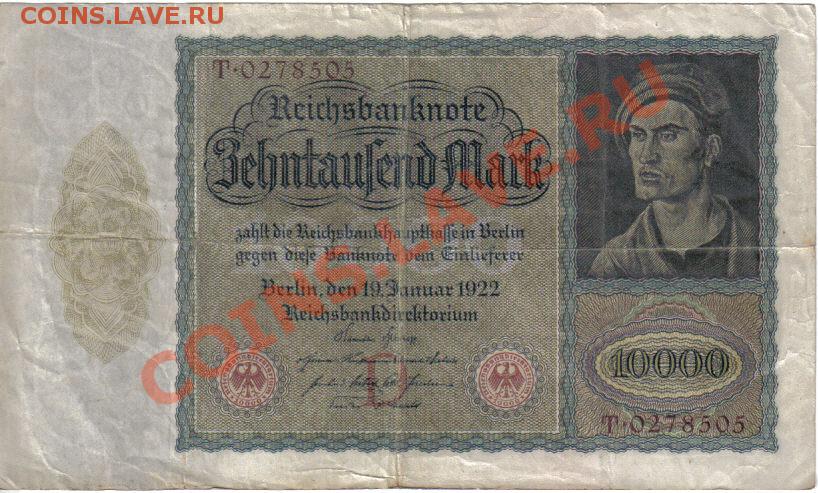 COINS.LAVE.RU
T·0278505
Reichsbanknote
Zehntausend Mark
zahlt die Reichsbankhauptkasse in Berlin
gegen diese Banknote dem Einlieferer
Berlin, den 19. Januar 1922
Reichsbankdirektorium
D
10000
T·0278505
COINS.LAVE.RU